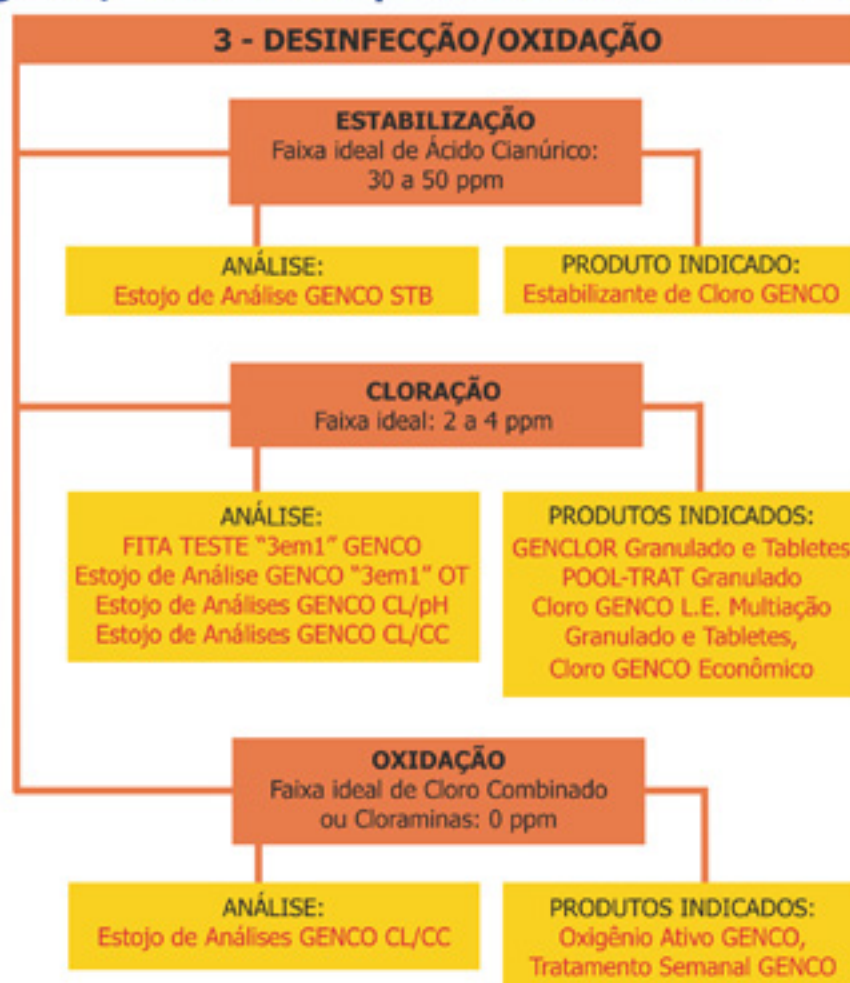 3 - DESINFECÇÃO/OXIDAÇÃO
ESTABILIZAÇÃO
Faixa ideal de Ácido Cianúrico:
30 a 50 ppm
ANÁLISE:
Estojo de Análise GENCO STB
PRODUTO INDICADO:
Estabilizante de Cloro GENCO
CLORAÇÃO
Faixa ideal: 2 a 4 ppm
ANÁLISE:
FITA TESTE “3em1” GENCO
Estojo de Análise GENCO “3em1” OT
Estojo de Análises GENCO CL/pH
Estojo de Análises GENCO CL/CC
PRODUTOS INDICADOS:
GENCLOR Granulado e Tabletes
POOL-TRAT Granulado
Cloro GENCO L.E. Multiação
Granulado e Tabletes,
Cloro GENCO Econômico
OXIDAÇÃO
Faixa ideal de Cloro Combinado
ou Cloraminas: 0 ppm
ANÁLISE:
Estojo de Análises GENCO CL/CC
PRODUTOS INDICADOS:
Oxigênio Ativo GENCO,
Tratamento Semanal GENCO